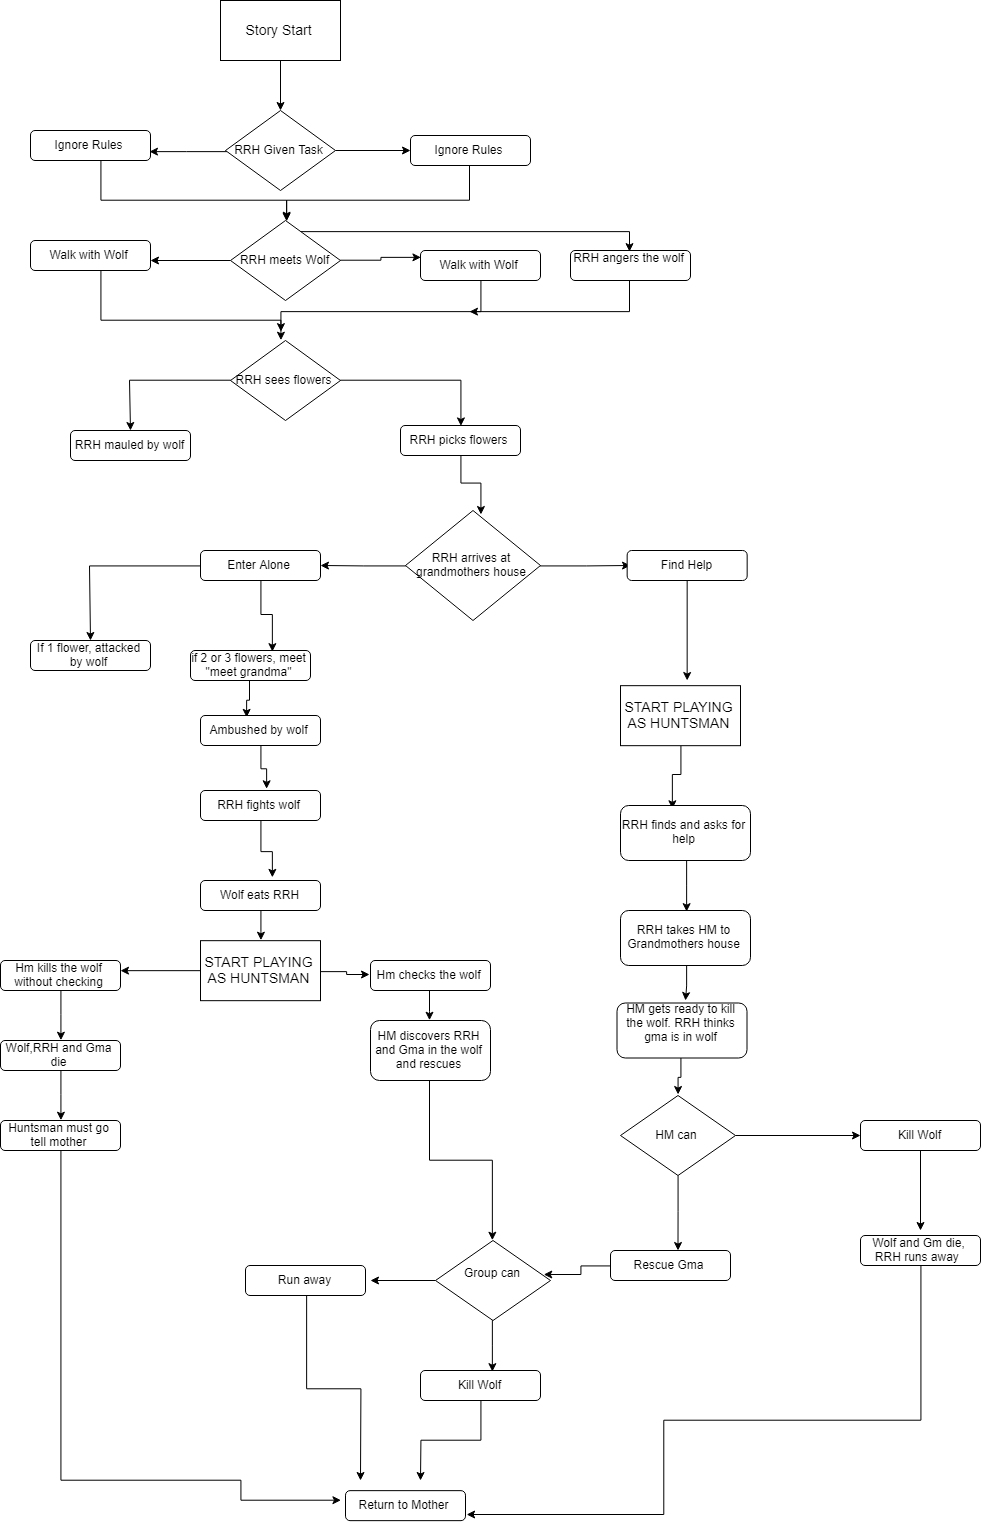 Story Start
RRH Given Task
Ignore Rules
Ignore Rules
RRH meets Wolf
Walk with Wolf
Walk with Wolf
RRH angers the wolf
RRH sees flowers
RRH mauled by wolf
RRH picks flowers
RRH arrives at
grandmothers house
Enter Alone
Find Help
If 1 flower, attacked
by wolf
if 2 or 3 flowers, meet
"meet grandma"
START PLAYING
AS HUNTSMAN
Ambushed by wolf
RRH fights wolf
RRH finds and asks for
help
Wolf eats RRH
RRH takes HM to
Grandmothers house
START PLAYING
AS HUNTSMAN
Hm kills the wolf
without checking
Hm checks the wolf
HM gets ready to kill
the wolf. RRH thinks
gma is in wolf
Wolf,RRH and Gma
die
HM discovers RRH
and Gma in the wolf
and rescues
Huntsman must go
tell mother
HM can
Kill Wolf
Wolf and Gm die,
RRH runs away
Rescue Gma
Group can
Run away
Kill Wolf
Return to Mother